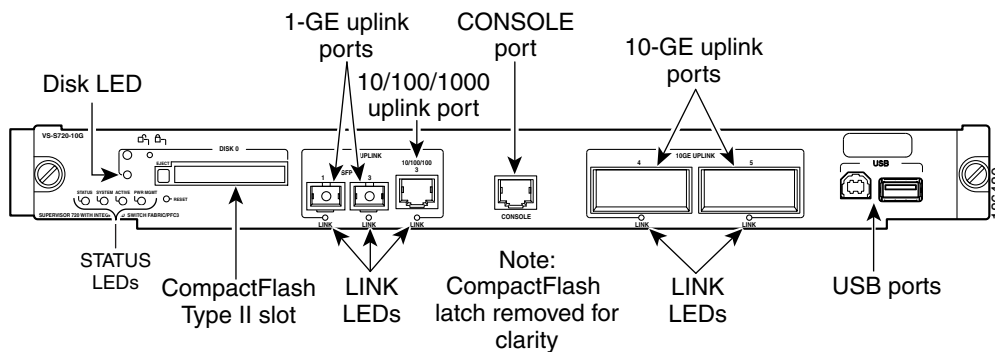 1-GE uplink
ports
CONSOLE
port
10-GE uplink
ports
Disk LED
10/100/1000
uplink port
VS-S720-10G
DISK 0
EJECT
UPLINK
SFP
10/100/100
1
3
3
10GE UPLINK
4
5
USB
STATUS SYSTEM ACTIVE PWR MGMT
RESET
CONSOLE
SUPERVISOR 720 WITH INTEG
SWITCH FABRIC/PFC3
LINK
LINK
LINK
LINK
LINK
STATUS
LEDs
CompactFlash
Type II slot
LINK
LEDs
Note:
CompactFlash
latch removed for
clarity
LINK
LEDs
USB ports